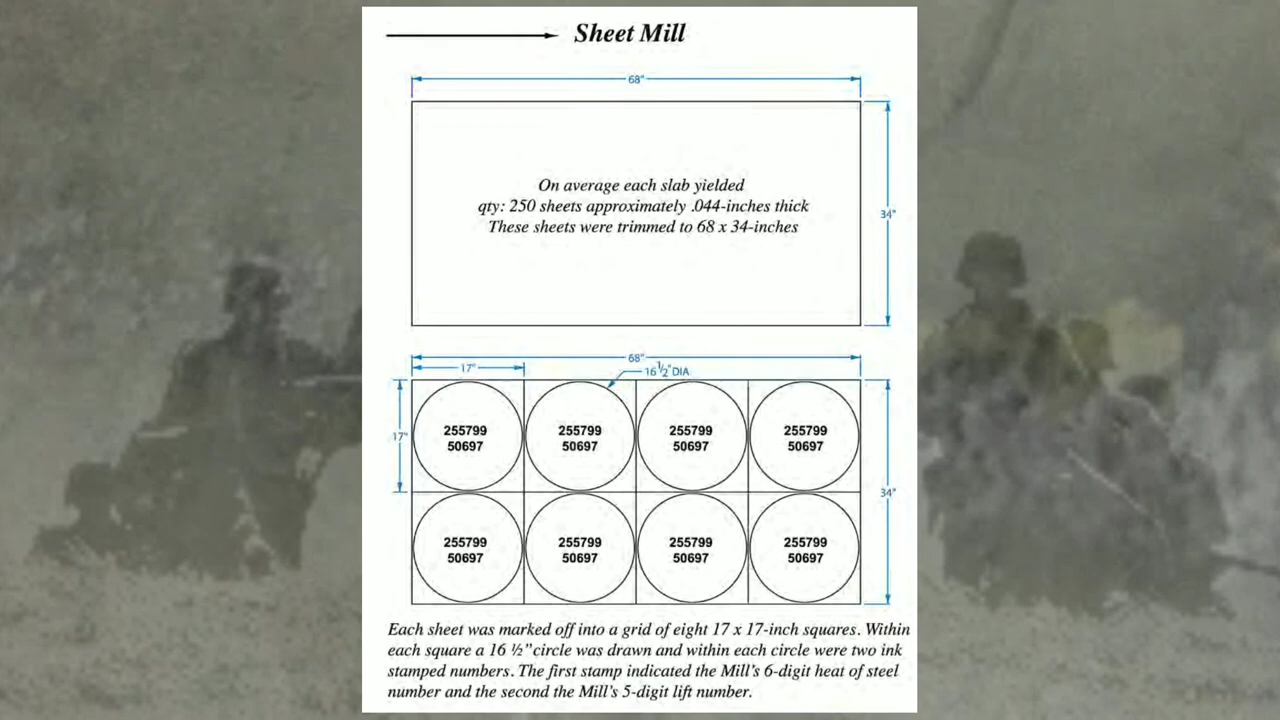 Sheet Mill
68"
On average each slab yielded
qty: 250 sheets approximately .044-inches thick
These sheets were trimmed to 68 x 34-inches
34"
68"
17"
16 ½" DIA
17"
255799 255799 255799 255799
50697 50697 50697 50697
34"
255799 255799 255799 255799
50697 50697 50697 50697
Each sheet was marked off into a grid of eight 17 x 17-inch squares. Within
each square a 16 ½" circle was drawn and within each circle were two ink
stamped numbers. The first stamp indicated the Mill's 6-digit heat of steel
number and the second the Mill's 5-digit lift number.